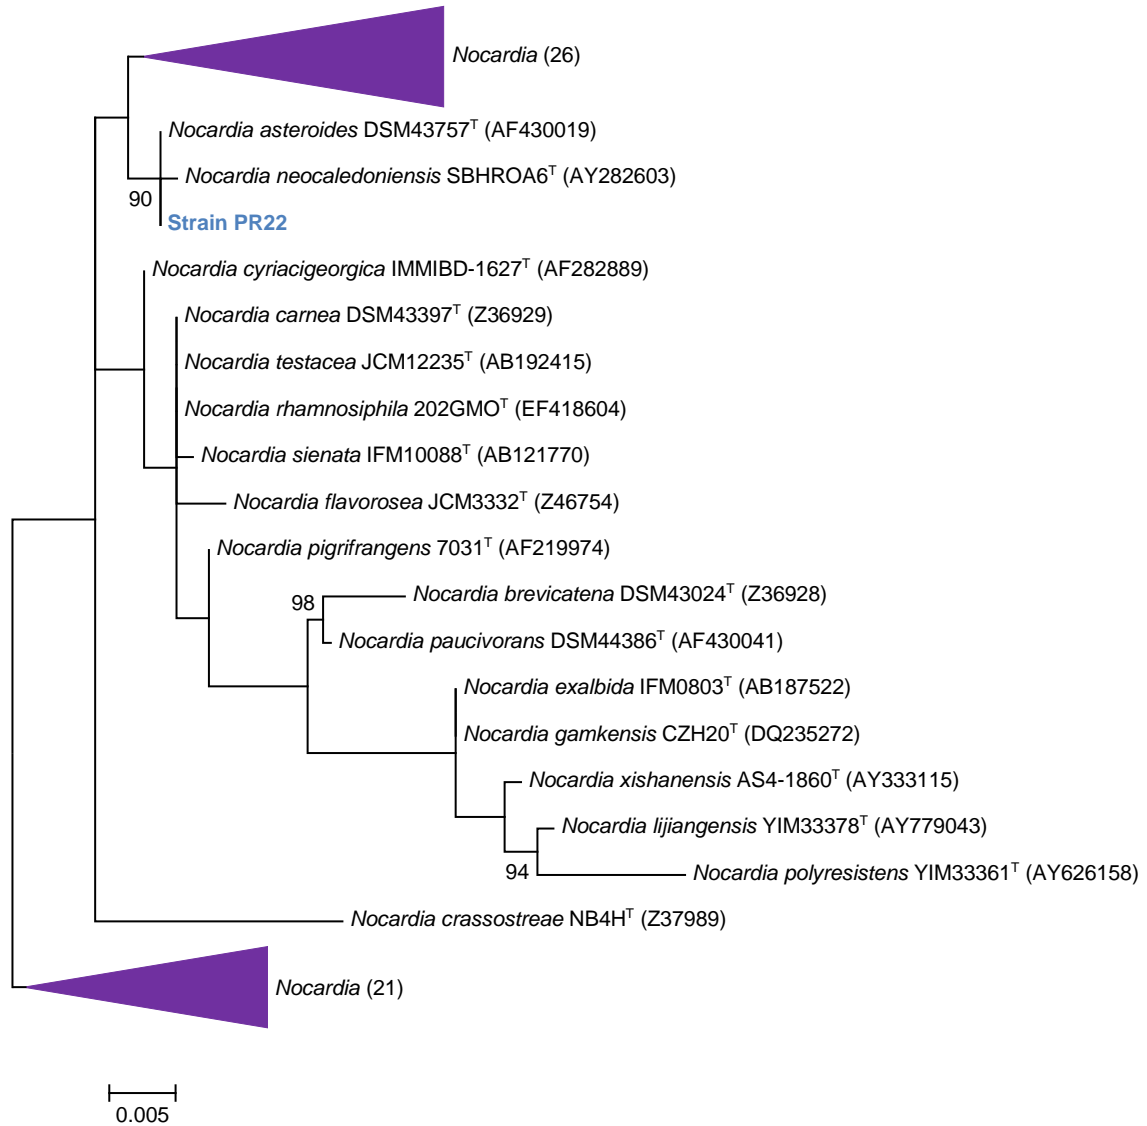 Nocardia (26)
Nocardia asteroides DSM43757ᵀ (AF430019)
Nocardia neocaledoniensis SBHROA6ᵀ (AY282603)
90
Strain PR22
Nocardia cyriacigeorgica IMMIBD-1627ᵀ (AF282889)
Nocardia carnea DSM43397ᵀ (Z36929)
Nocardia testacea JCM12235ᵀ (AB192415)
Nocardia rhamnosiphila 202GMOᵀ (EF418604)
Nocardia sienata IFM10088ᵀ (AB121770)
Nocardia flavorosea JCM3332ᵀ (Z46754)
Nocardia pigrifrangens 7031ᵀ (AF219974)
98
Nocardia brevicatena DSM43024ᵀ (Z36928)
Nocardia paucivorans DSM44386ᵀ (AF430041)
Nocardia exalbida IFM0803ᵀ (AB187522)
Nocardia gamkensis CZH20ᵀ (DQ235272)
Nocardia xishanensis AS4-1860ᵀ (AY333115)
Nocardia lijiangensis YIM33378ᵀ (AY779043)
94
Nocardia polyresistens YIM33361ᵀ (AY626158)
Nocardia crassostreae NB4Hᵀ (Z37989)
Nocardia (21)
0.005